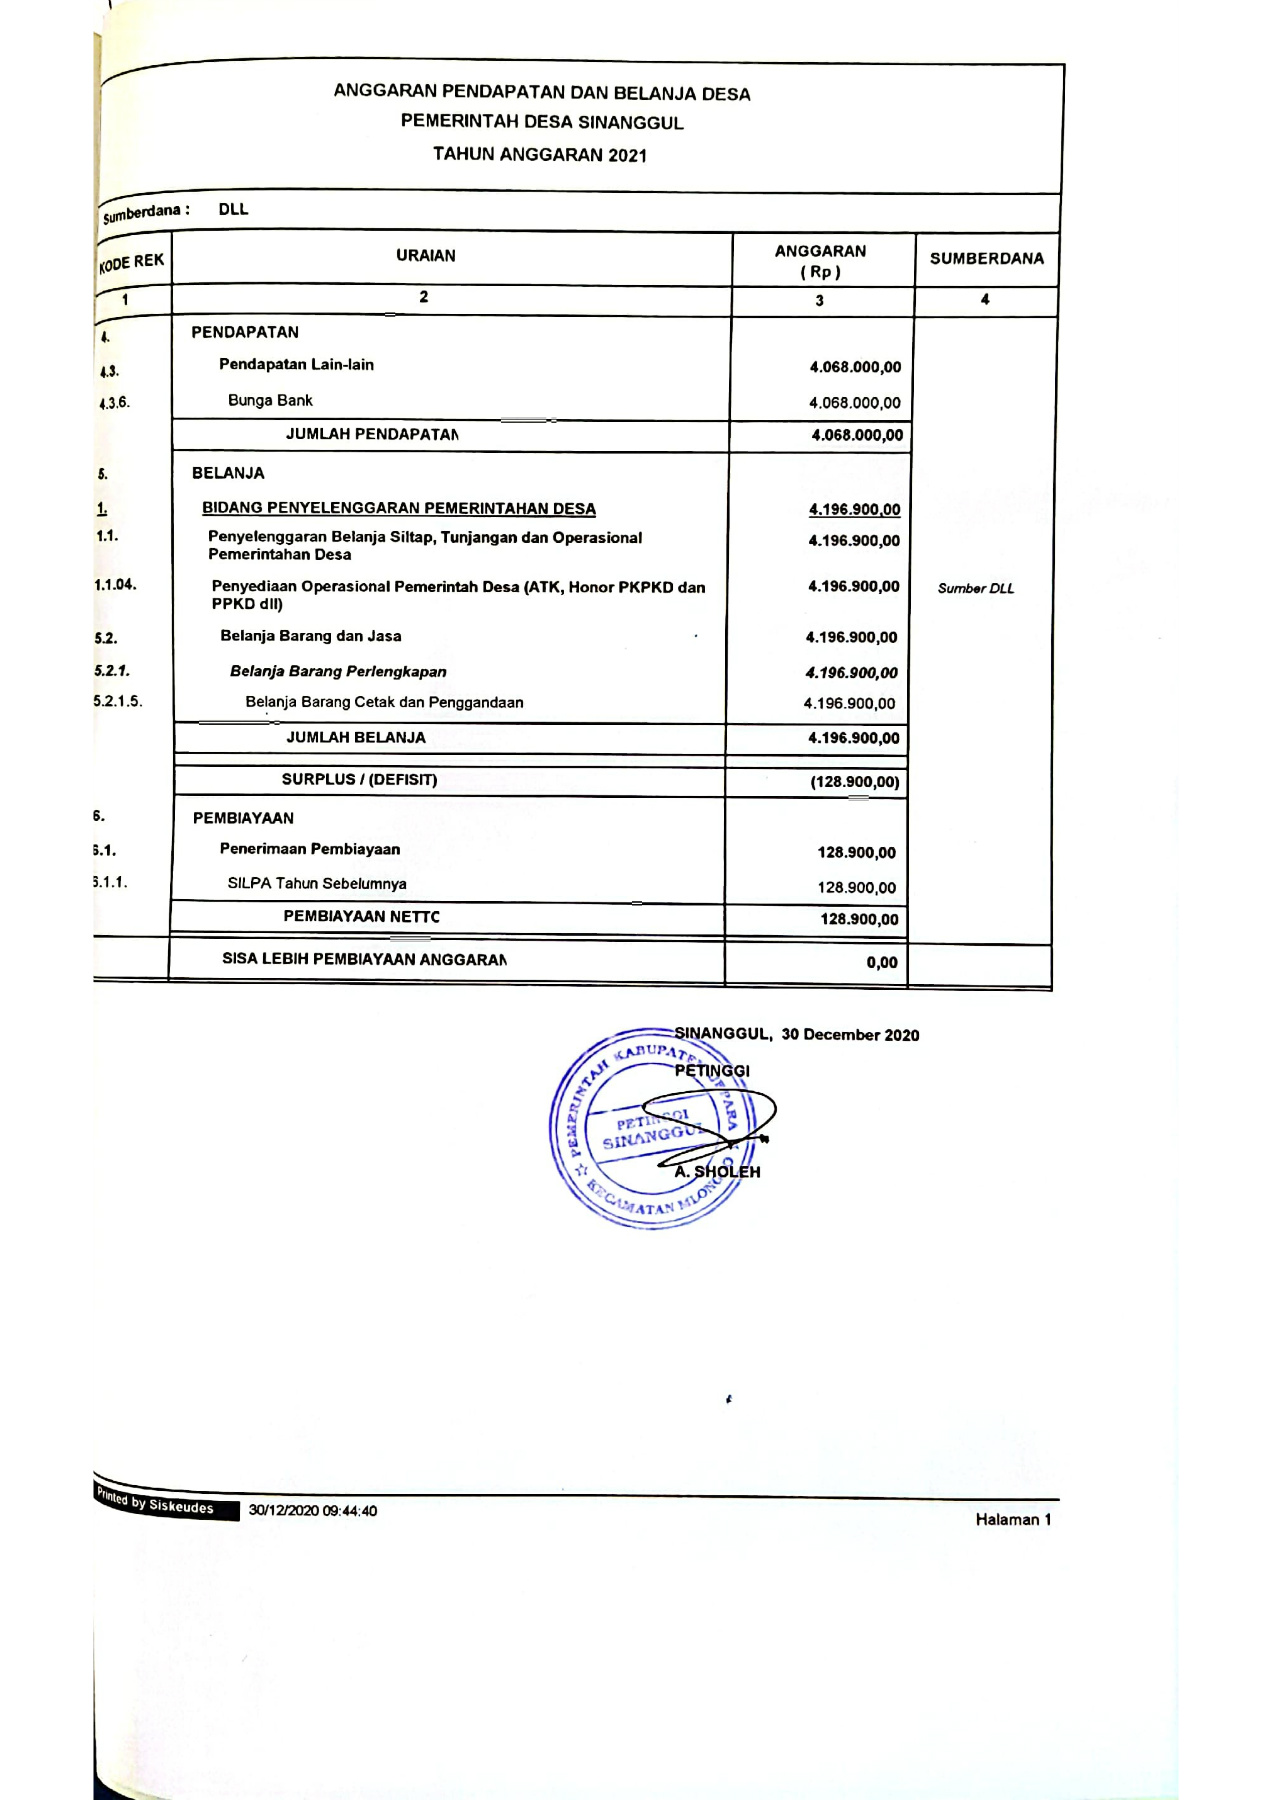 ANGGARAN PENDAPATAN DAN BELANJA DESA
PEMERINTAH DESA SINANGGUL
TAHUN ANGGARAN 2021
Sumberdana : DLL
KODE REK URAIAN ANGGARAN ( Rp ) SUMBERDANA
1 2 3 4
4. PENDAPATAN
4.3. Pendapatan Lain-lain 4.068.000,00
4.3.6. Bunga Bank 4.068.000,00
JUMLAH PENDAPATAN 4.068.000,00
5. BELANJA
1. BIDANG PENYELENGGARAN PEMERINTAHAN DESA 4.196.900,00
1.1. Penyelenggaran Belanja Siltap, Tunjangan dan Operasional 4.196.900,00
Pemerintahan Desa
1.1.04. Penyediaan Operasional Pemerintah Desa (ATK, Honor PKPKD dan 4.196.900,00 Sumber DLL
PPKD dll)
5.2. Belanja Barang dan Jasa 4.196.900,00
5.2.1. Belanja Barang Perlengkapan 4.196.900,00
5.2.1.5. Belanja Barang Cetak dan Penggandaan 4.196.900,00
JUMLAH BELANJA 4.196.900,00
SURPLUS / (DEFISIT) (128.900,00)
6. PEMBIAYAAN
6.1. Penerimaan Pembiayaan 128.900,00
6.1.1. SILPA Tahun Sebelumnya 128.900,00
PEMBIAYAAN NETTC 128.900,00
SISA LEBIH PEMBIAYAAN ANGGARAN 0,00
SINANGGUL, 30 December 2020
PETINGGI
PEMERINTAH KABUPATEN JEPARA
PETINGGI
SINANGGUL
KECAMATAN MLONGGO
A. SHOLEH
Printed by Siskeudes 30/12/2020 09:44:40
Halaman 1